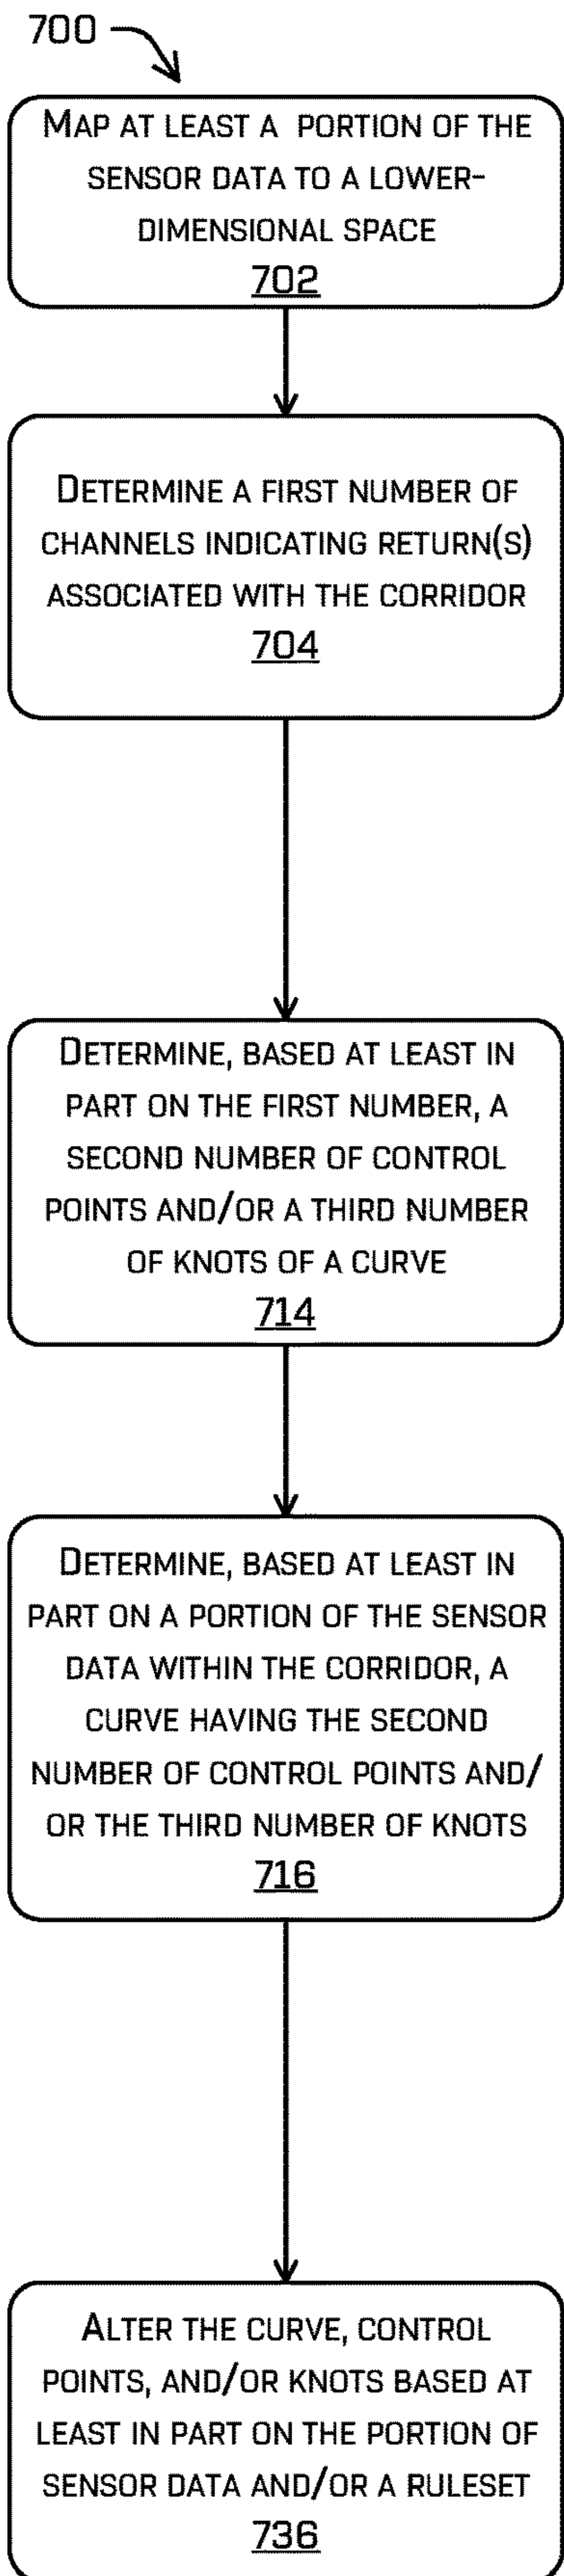 700
MAP AT LEAST A PORTION OF THE
SENSOR DATA TO A LOWER-
DIMENSIONAL SPACE
702
DETERMINE A FIRST NUMBER OF
CHANNELS INDICATING RETURN(S)
ASSOCIATED WITH THE CORRIDOR
704
DETERMINE, BASED AT LEAST IN
PART ON THE FIRST NUMBER, A
SECOND NUMBER OF CONTROL
POINTS AND/OR A THIRD NUMBER
OF KNOTS OF A CURVE
714
DETERMINE, BASED AT LEAST IN
PART ON A PORTION OF THE SENSOR
DATA WITHIN THE CORRIDOR, A
CURVE HAVING THE SECOND
NUMBER OF CONTROL POINTS AND/
OR THE THIRD NUMBER OF KNOTS
716
ALTER THE CURVE, CONTROL
POINTS, AND/OR KNOTS BASED AT
LEAST IN PART ON THE PORTION OF
SENSOR DATA AND/OR A RULESET
736